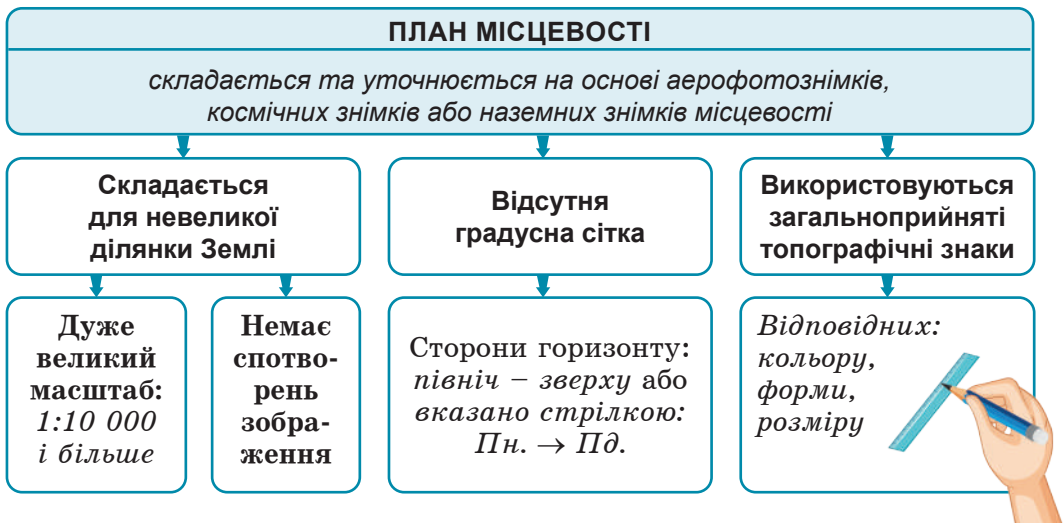 ПЛАН МІСЦЕВОСТІ
складається та уточнюється на основі аерофотознімків,
космічних знімків або наземних знімків місцевості
Складається
для невеликої
ділянки Землі
Відсутня
градусна сітка
Використовуються
загальноприйняті
топографічні знаки
Дуже
великий
масштаб:
1:10 000
і більше
Немає
спотво-
рень
зобра-
ження
Сторони горизонту:
північ – зверху або
вказано стрілкою:
Пн. → Пд.
Відповідних:
кольору,
форми,
розміру